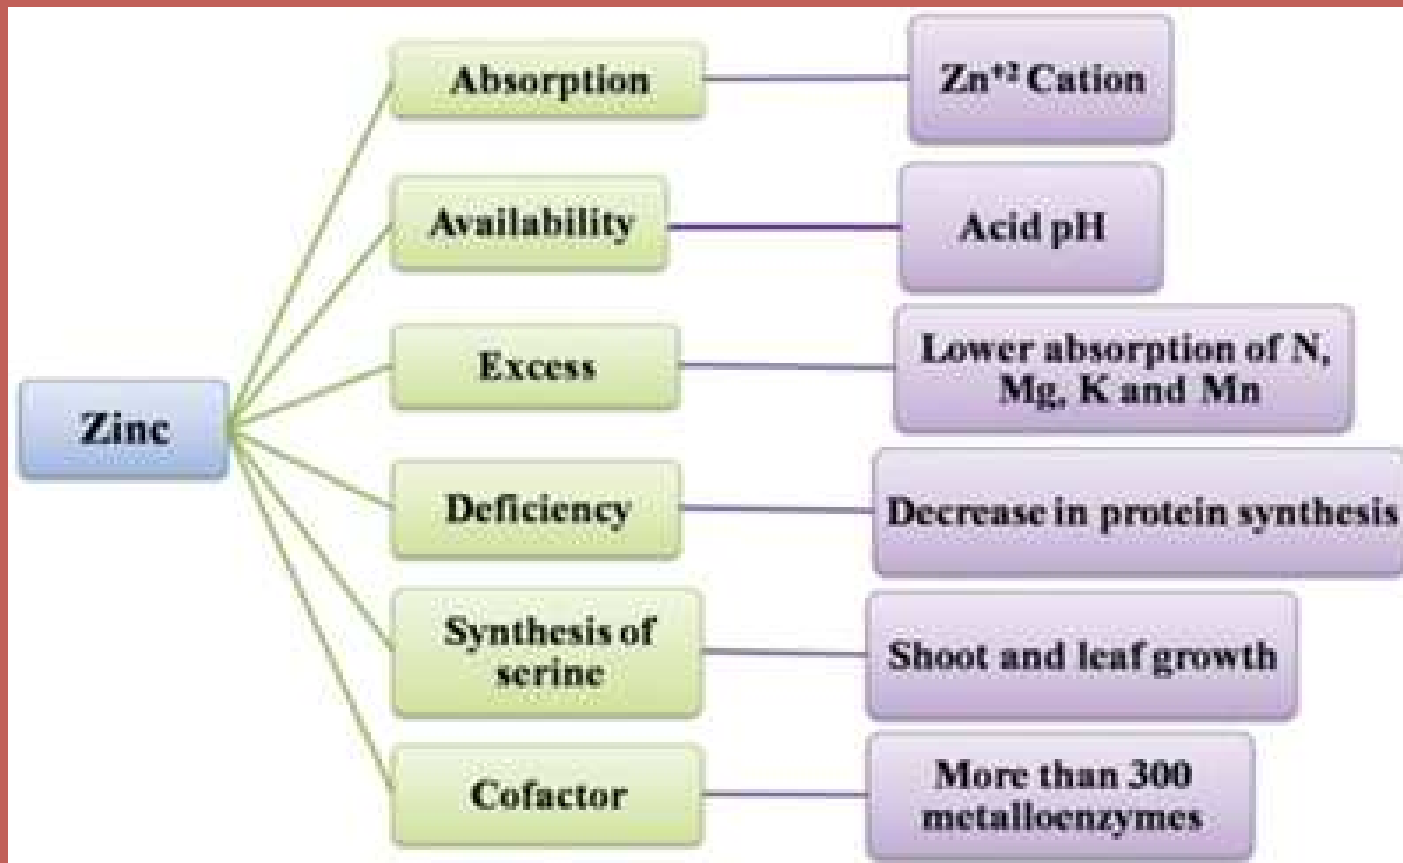 Absorption
Zn⁺² Cation
Availability
Acid pH
Excess
Lower absorption of N,
Mg, K and Mn
Zinc
Deficiency
Decrease in protein synthesis
Synthesis of
serine
Shoot and leaf growth
Cofactor
More than 300
metalloenzymes